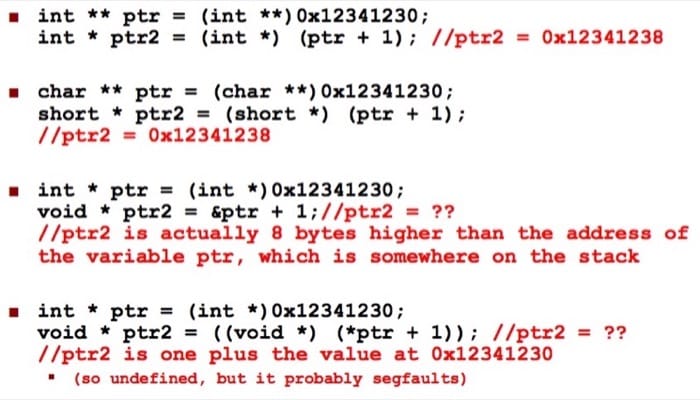 ▪ int ** ptr = (int **)0x12341230;
int * ptr2 = (int *) (ptr + 1); //ptr2 = 0x12341238
▪ char ** ptr = (char **)0x12341230;
short * ptr2 = (short *) (ptr + 1);
//ptr2 = 0x12341238
▪ int * ptr = (int *)0x12341230;
void * ptr2 = &ptr + 1;//ptr2 = ??
//ptr2 is actually 8 bytes higher than the address of
the variable ptr, which is somewhere on the stack
▪ int * ptr = (int *)0x12341230;
void * ptr2 = ((void *) (*ptr + 1)); //ptr2 = ??
//ptr2 is one plus the value at 0x12341230
▪ (so undefined, but it probably segfaults)